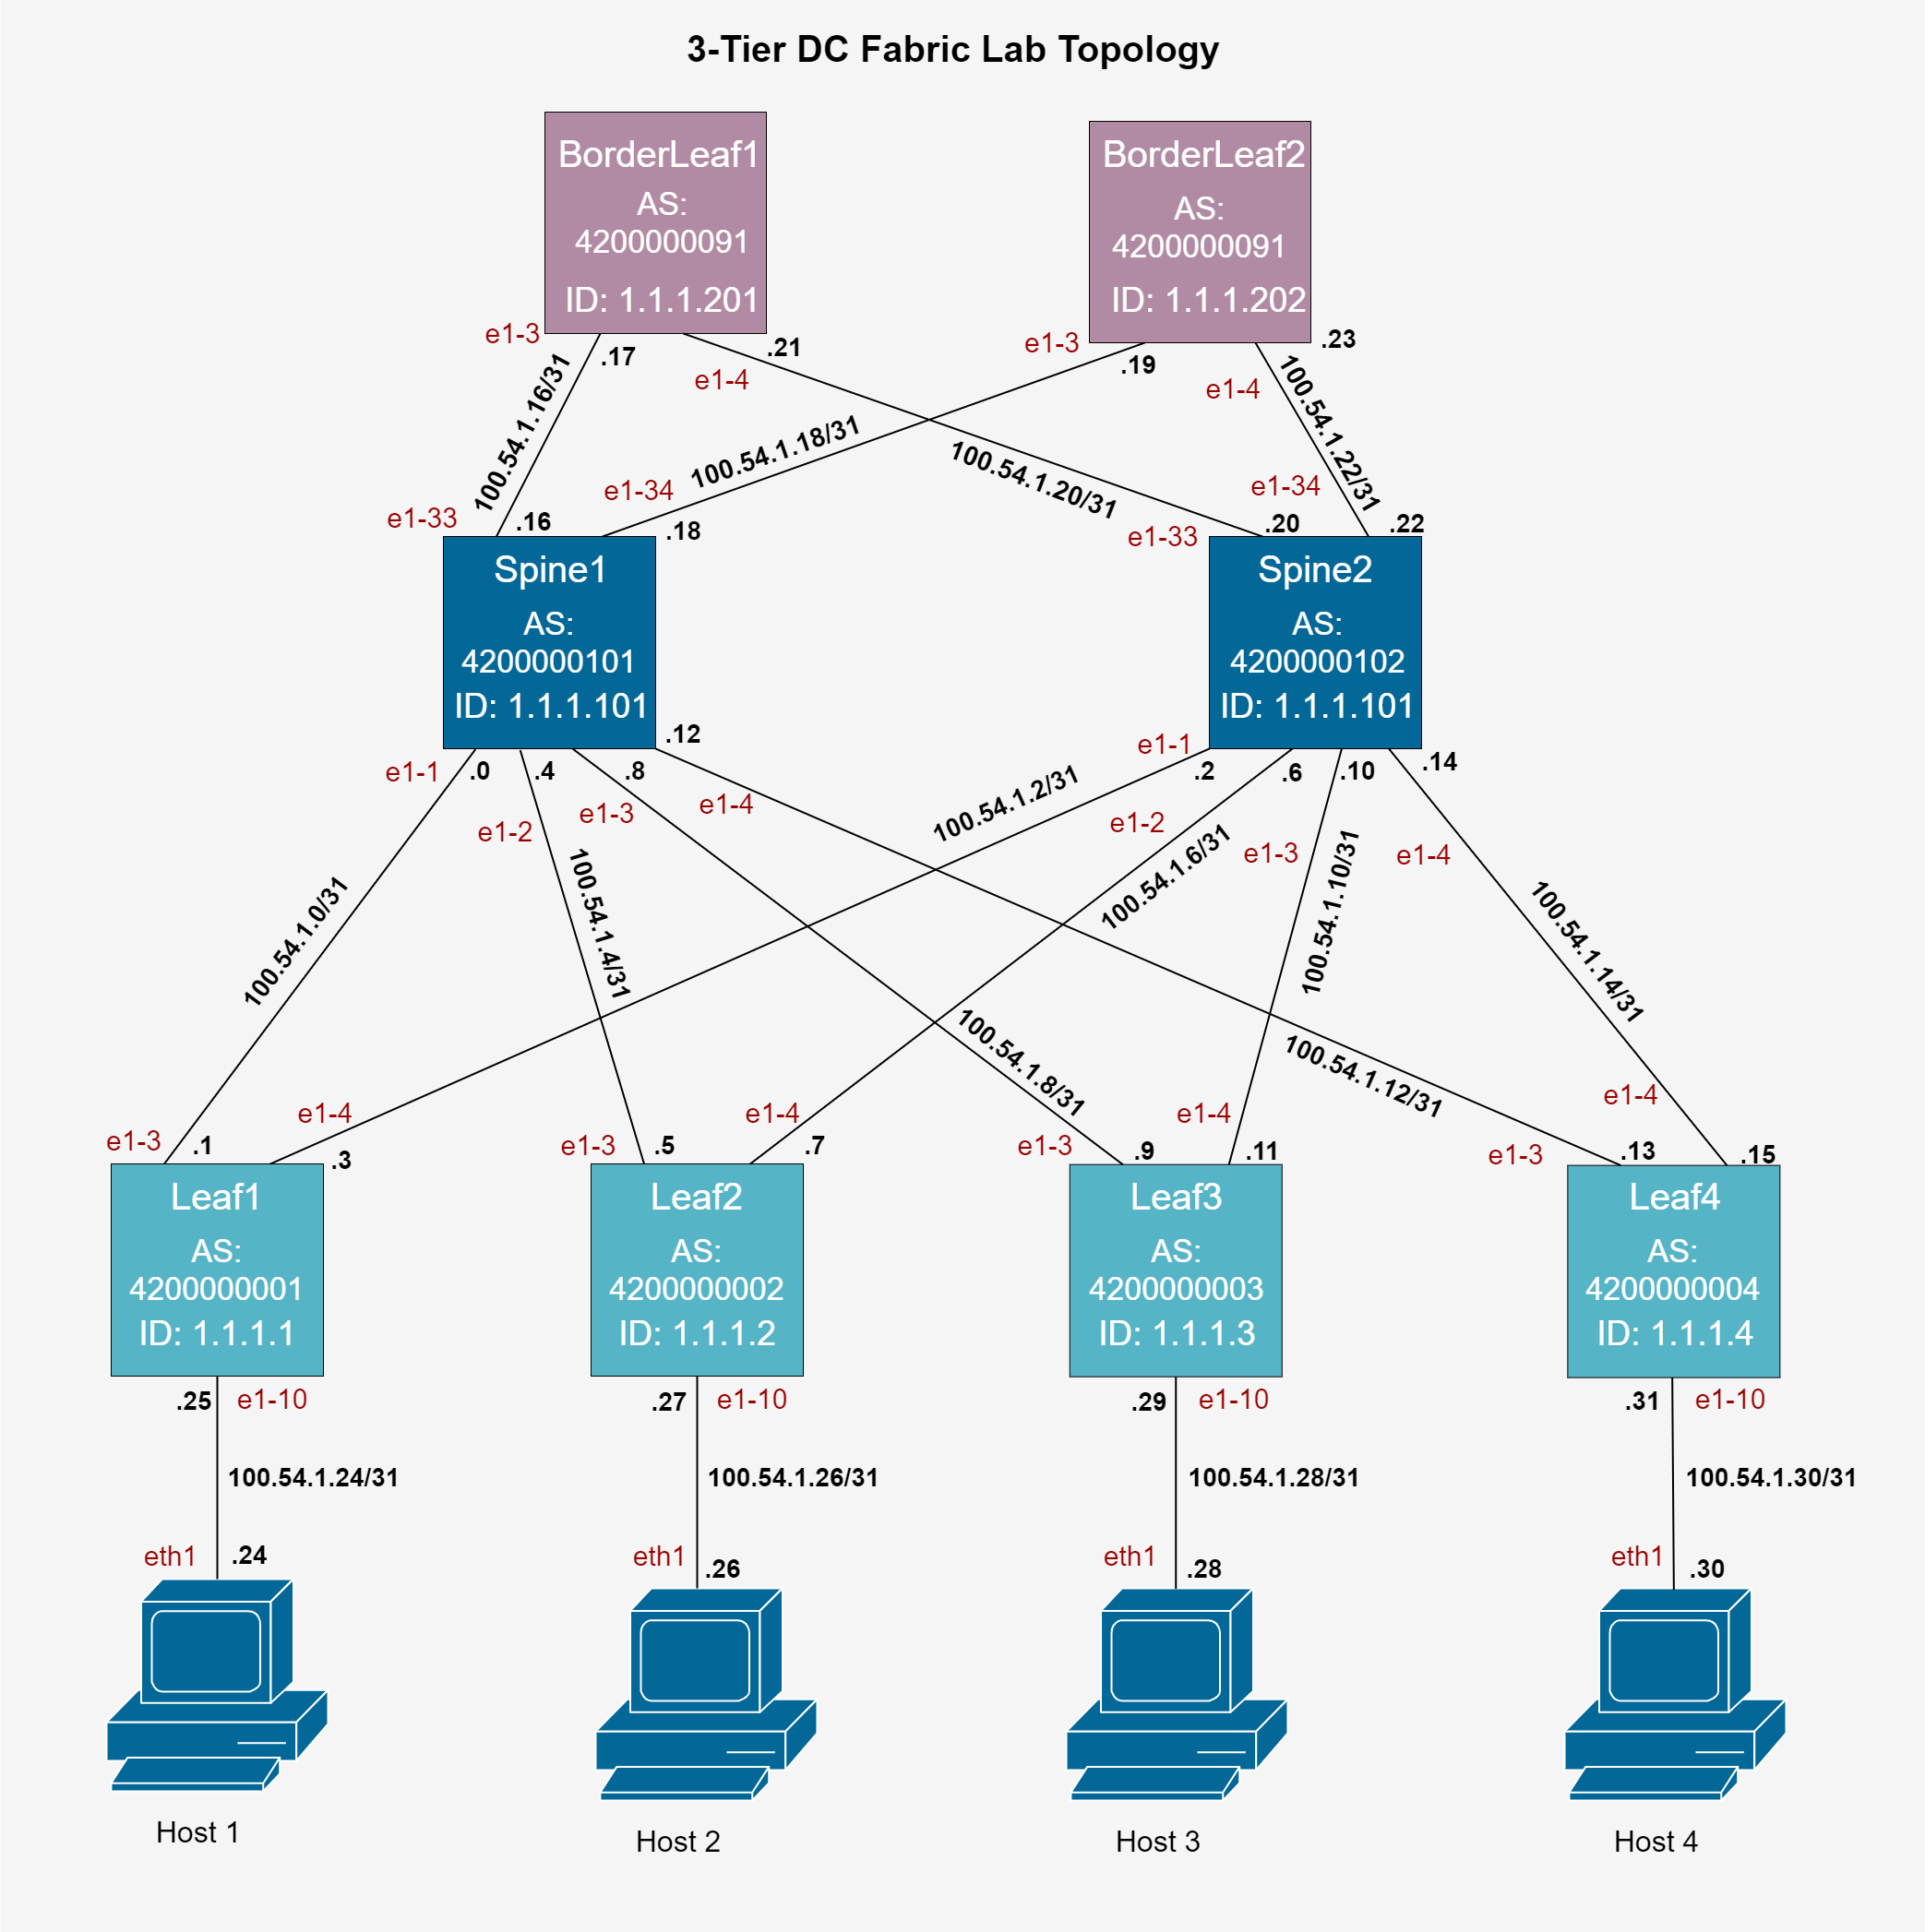 3-Tier DC Fabric Lab Topology
BorderLeaf1
AS:
4200000091
ID: 1.1.1.201
BorderLeaf2
AS:
4200000091
ID: 1.1.1.202
e1-3
.17
.21
e1-4
e1-3
.19
.23
e1-4
100.54.1.16/31
100.54.1.18/31
100.54.1.20/31
100.54.1.22/31
e1-33
.16
e1-34
.18
e1-33
.20
e1-34
.22
Spine1
AS:
4200000101
ID: 1.1.1.101
Spine2
AS:
4200000102
ID: 1.1.1.101
e1-1
.0
.4
.8
.12
e1-2
e1-3
e1-4
e1-1
.2
.6
.10
.14
e1-2
e1-3
e1-4
100.54.1.0/31
100.54.1.4/31
100.54.1.2/31
100.54.1.6/31
100.54.1.10/31
100.54.1.14/31
100.54.1.8/31
100.54.1.12/31
e1-3
.1
e1-4
.3
e1-3
.5
e1-4
.7
e1-3
.9
e1-4
.11
e1-3
.13
e1-4
.15
Leaf1
AS:
4200000001
ID: 1.1.1.1
Leaf2
AS:
4200000002
ID: 1.1.1.2
Leaf3
AS:
4200000003
ID: 1.1.1.3
Leaf4
AS:
4200000004
ID: 1.1.1.4
.25
e1-10
.27
e1-10
.29
e1-10
.31
e1-10
100.54.1.24/31
100.54.1.26/31
100.54.1.28/31
100.54.1.30/31
eth1
.24
eth1
.26
eth1
.28
eth1
.30
Host 1
Host 2
Host 3
Host 4